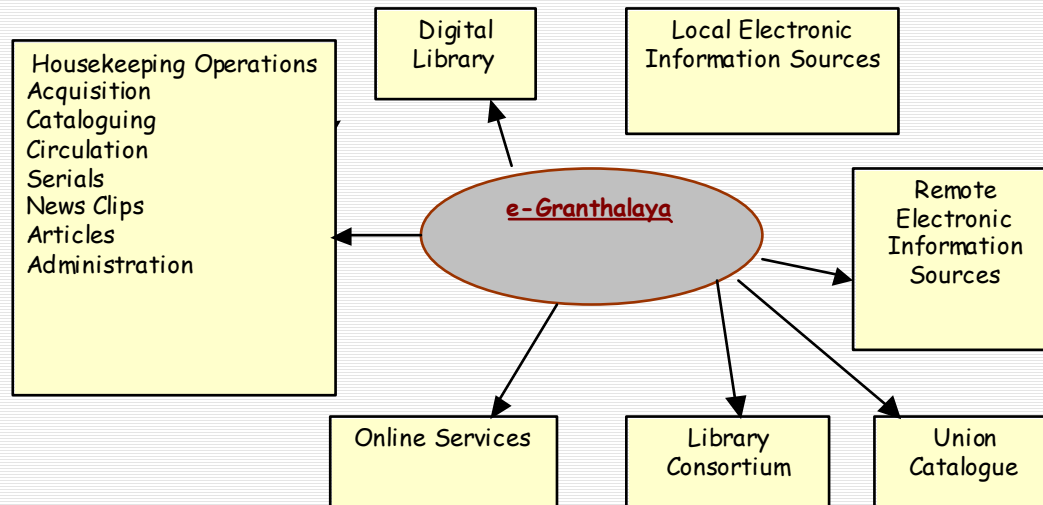 Housekeeping Operations
Acquisition
Cataloguing
Circulation
Serials
News Clips
Articles
Administration
Digital
Library
Local Electronic
Information Sources
e-Granthalaya
Remote
Electronic
Information
Sources
Online Services
Library
Consortium
Union
Catalogue